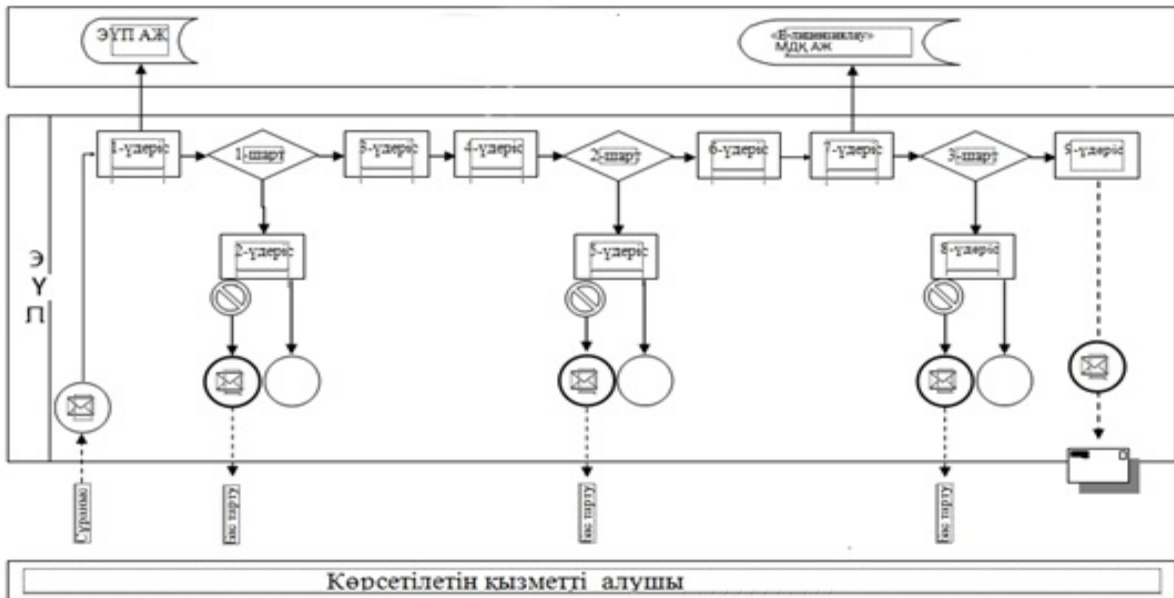 ЭҮП АЖ
«Е-лицензиялау»
МДҚ АЖ
1-үдеріс
1-шарт
3-үдеріс
4-үдеріс
2-шарт
6-үдеріс
7-үдеріс
3-шарт
9-үдеріс
2-үдеріс
5-үдеріс
8-үдеріс
ЭҮП
Сұраныс
Бас тарту
Бас тарту
Бас тарту
Көрсетілетін қызметті алушы